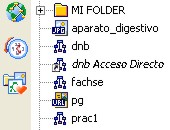 MI FOLDER
aparato_digestivo
dnb
dnb Acceso Directo
fachse
pg
prac1